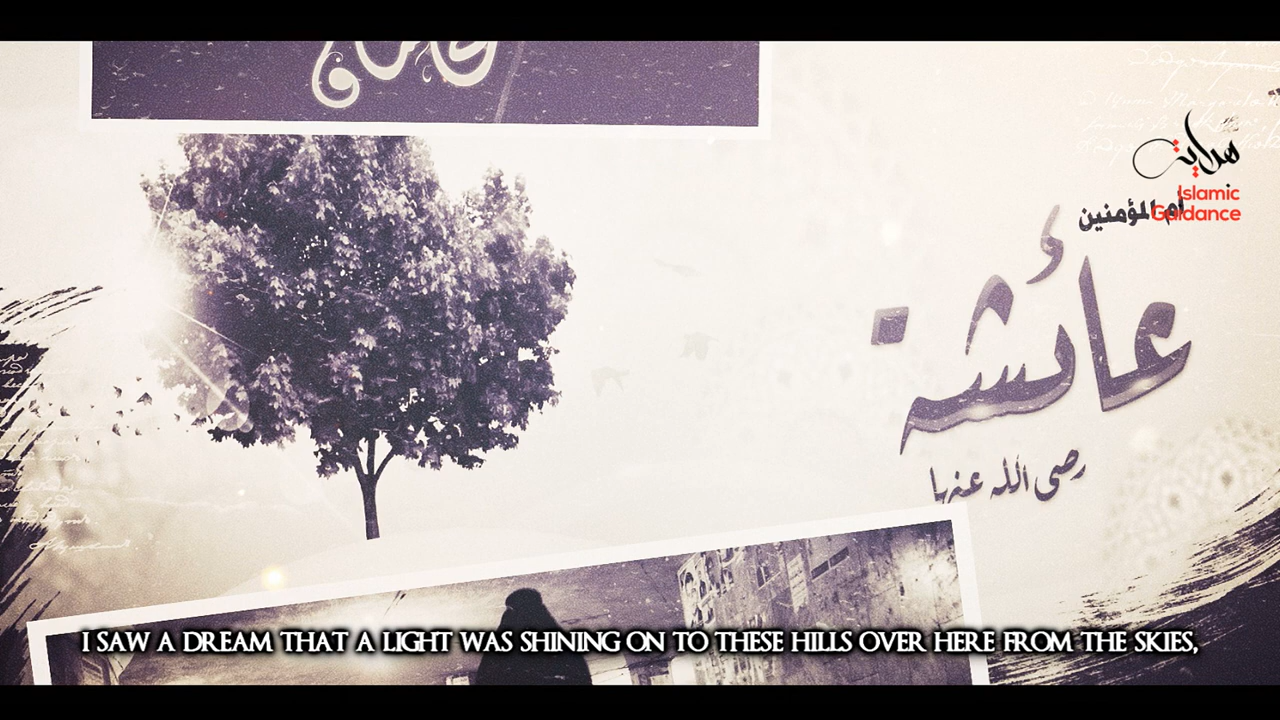 هداية
Islamic
Guidance
أم المؤمنين
عائشة
رضي الله عنها
I SAW A DREAM THAT A LIGHT WAS SHINING ON TO THESE HILLS OVER HERE FROM THE SKIES,